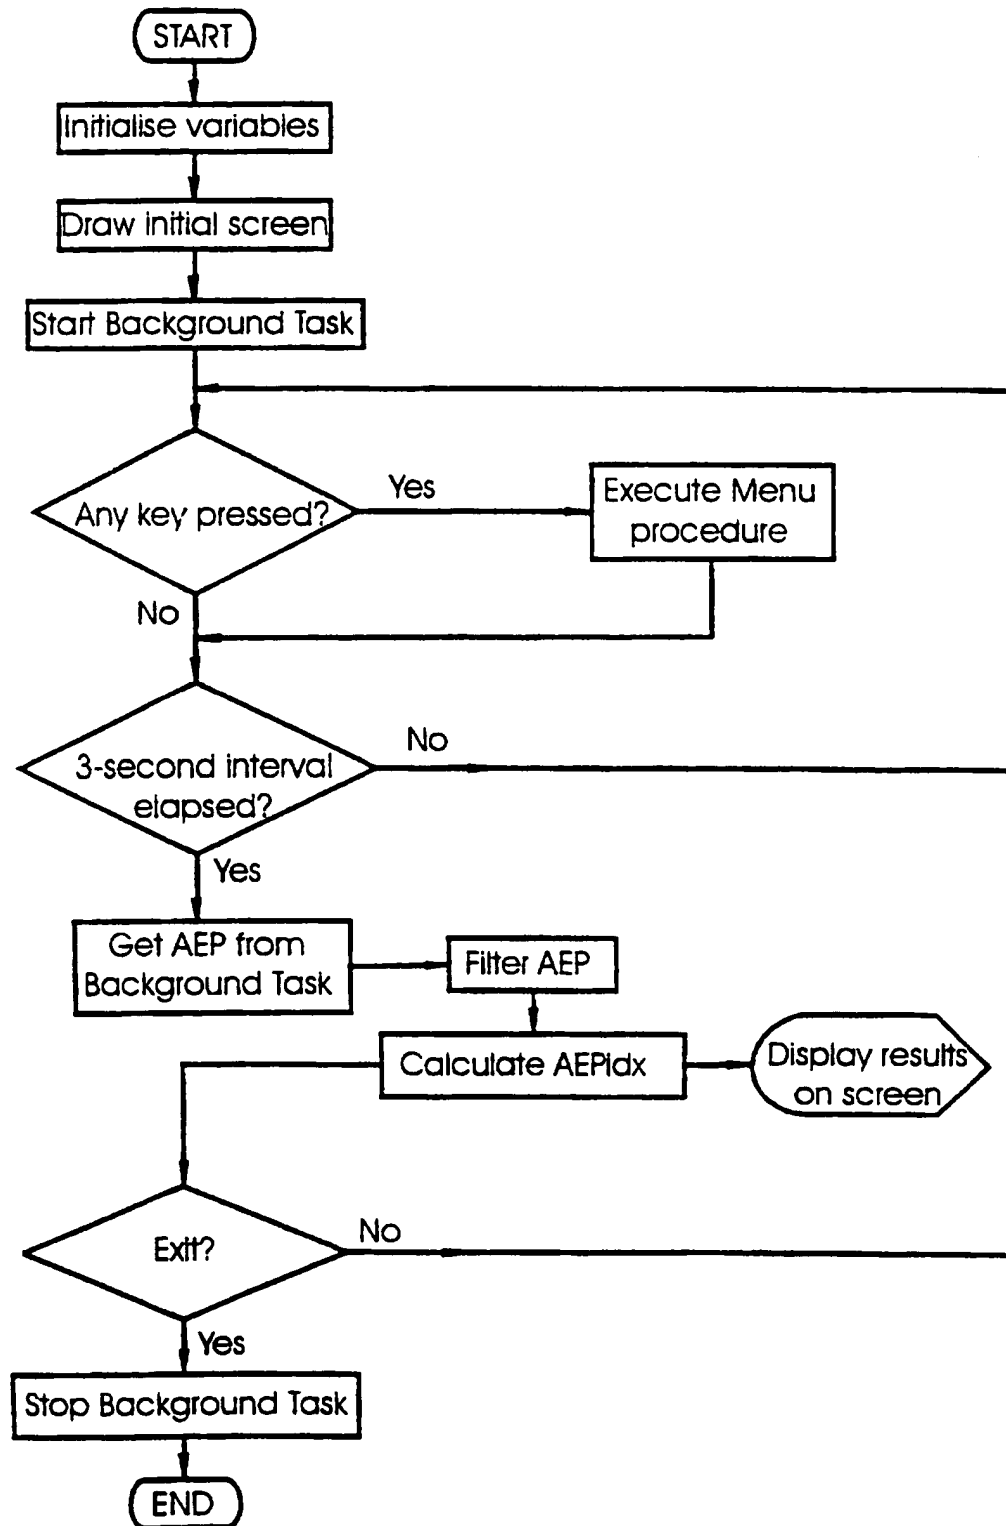 START
Initialise variables
Draw initial screen
Start Background Task
Any key pressed?
Yes
Execute Menu
procedure
No
3-second interval
elapsed?
No
Yes
Get AEP from
Background Task
Filter AEP
Calculate AEPIdx
Display results
on screen
Exit?
No
Yes
Stop Background Task
END